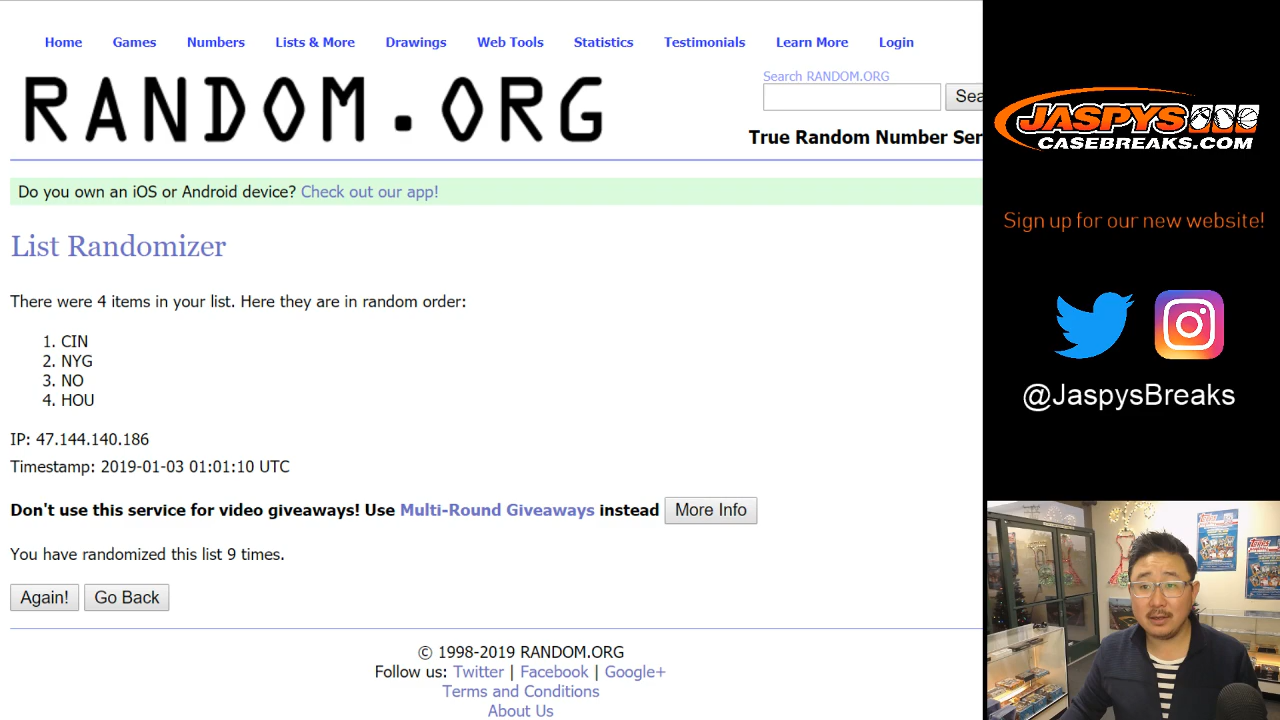 Home Games Numbers Lists & More Drawings Web Tools Statistics Testimonials Learn More Login
RANDOM.ORG
Search RANDOM.ORG
Sea
True Random Number Ser
Do you own an iOS or Android device? Check out our app!
List Randomizer
There were 4 items in your list. Here they are in random order:
1. CIN
2. NYG
3. NO
4. HOU
IP: 47.144.140.186
Timestamp: 2019-01-03 01:01:10 UTC
Don't use this service for video giveaways! Use Multi-Round Giveaways instead More Info
You have randomized this list 9 times.
Again! Go Back
© 1998-2019 RANDOM.ORG
Follow us: Twitter | Facebook | Google+
Terms and Conditions
About Us
JASPYS
CASEBREAKS.COM
Sign up for our new website!
@JaspysBreaks
Topps
Topps